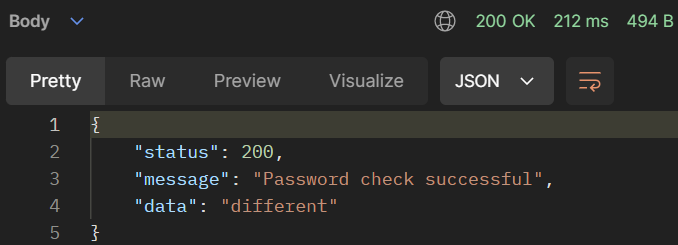 Body 200 OK 212 ms 494 B
Pretty Raw Preview Visualize JSON
1 {
2 "status": 200,
3 "message": "Password check successful",
4 "data": "different"
5 }